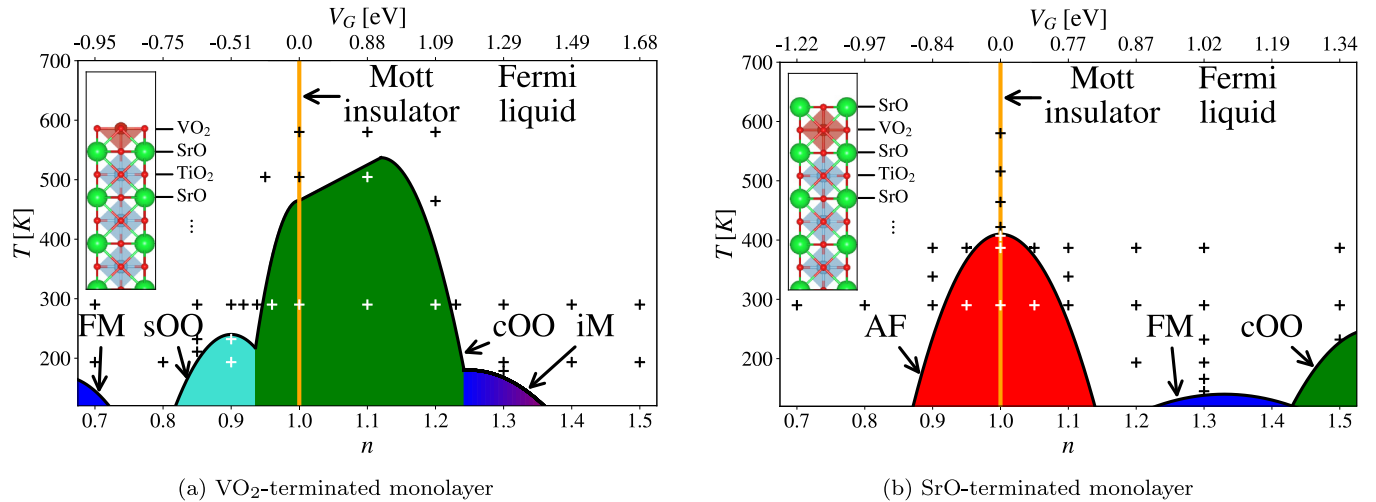 V_G [eV]
-0.95 -0.75 -0.51 0.0 0.88 1.09 1.29 1.49 1.68
700
600
500
400
300
200
T [K]
VO₂
SrO
TiO₂
SrO
⋮
Mott
insulator
Fermi
liquid
FM
sOO
cOO
iM
0.7 0.8 0.9 1.0 1.1 1.2 1.3 1.4 1.5
n
(a) VO₂-terminated monolayer
V_G [eV]
-1.22 -0.97 -0.84 0.0 0.77 0.87 1.02 1.19 1.34
700
600
500
400
300
200
T [K]
SrO
VO₂
SrO
TiO₂
SrO
⋮
Mott
insulator
Fermi
liquid
AF
FM
cOO
0.7 0.8 0.9 1.0 1.1 1.2 1.3 1.4 1.5
n
(b) SrO-terminated monolayer